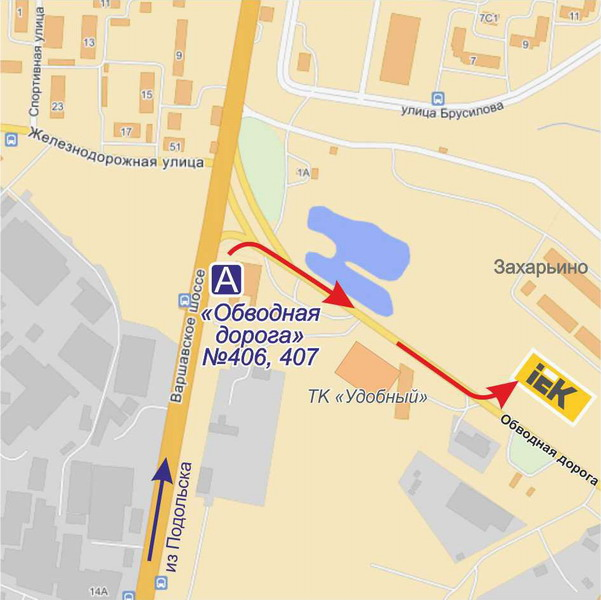 1
13
9
Спортивная улица
23
15
17
51
Железнодорожная улица
11
7С1
7
9
11
улица Брусилова
1А
Захарьино
А
«Обводная
дорога»
№406, 407
Варшавское шоссе
ТК «Удобный»
iEK
Обводная дорога
из Подольска
14А